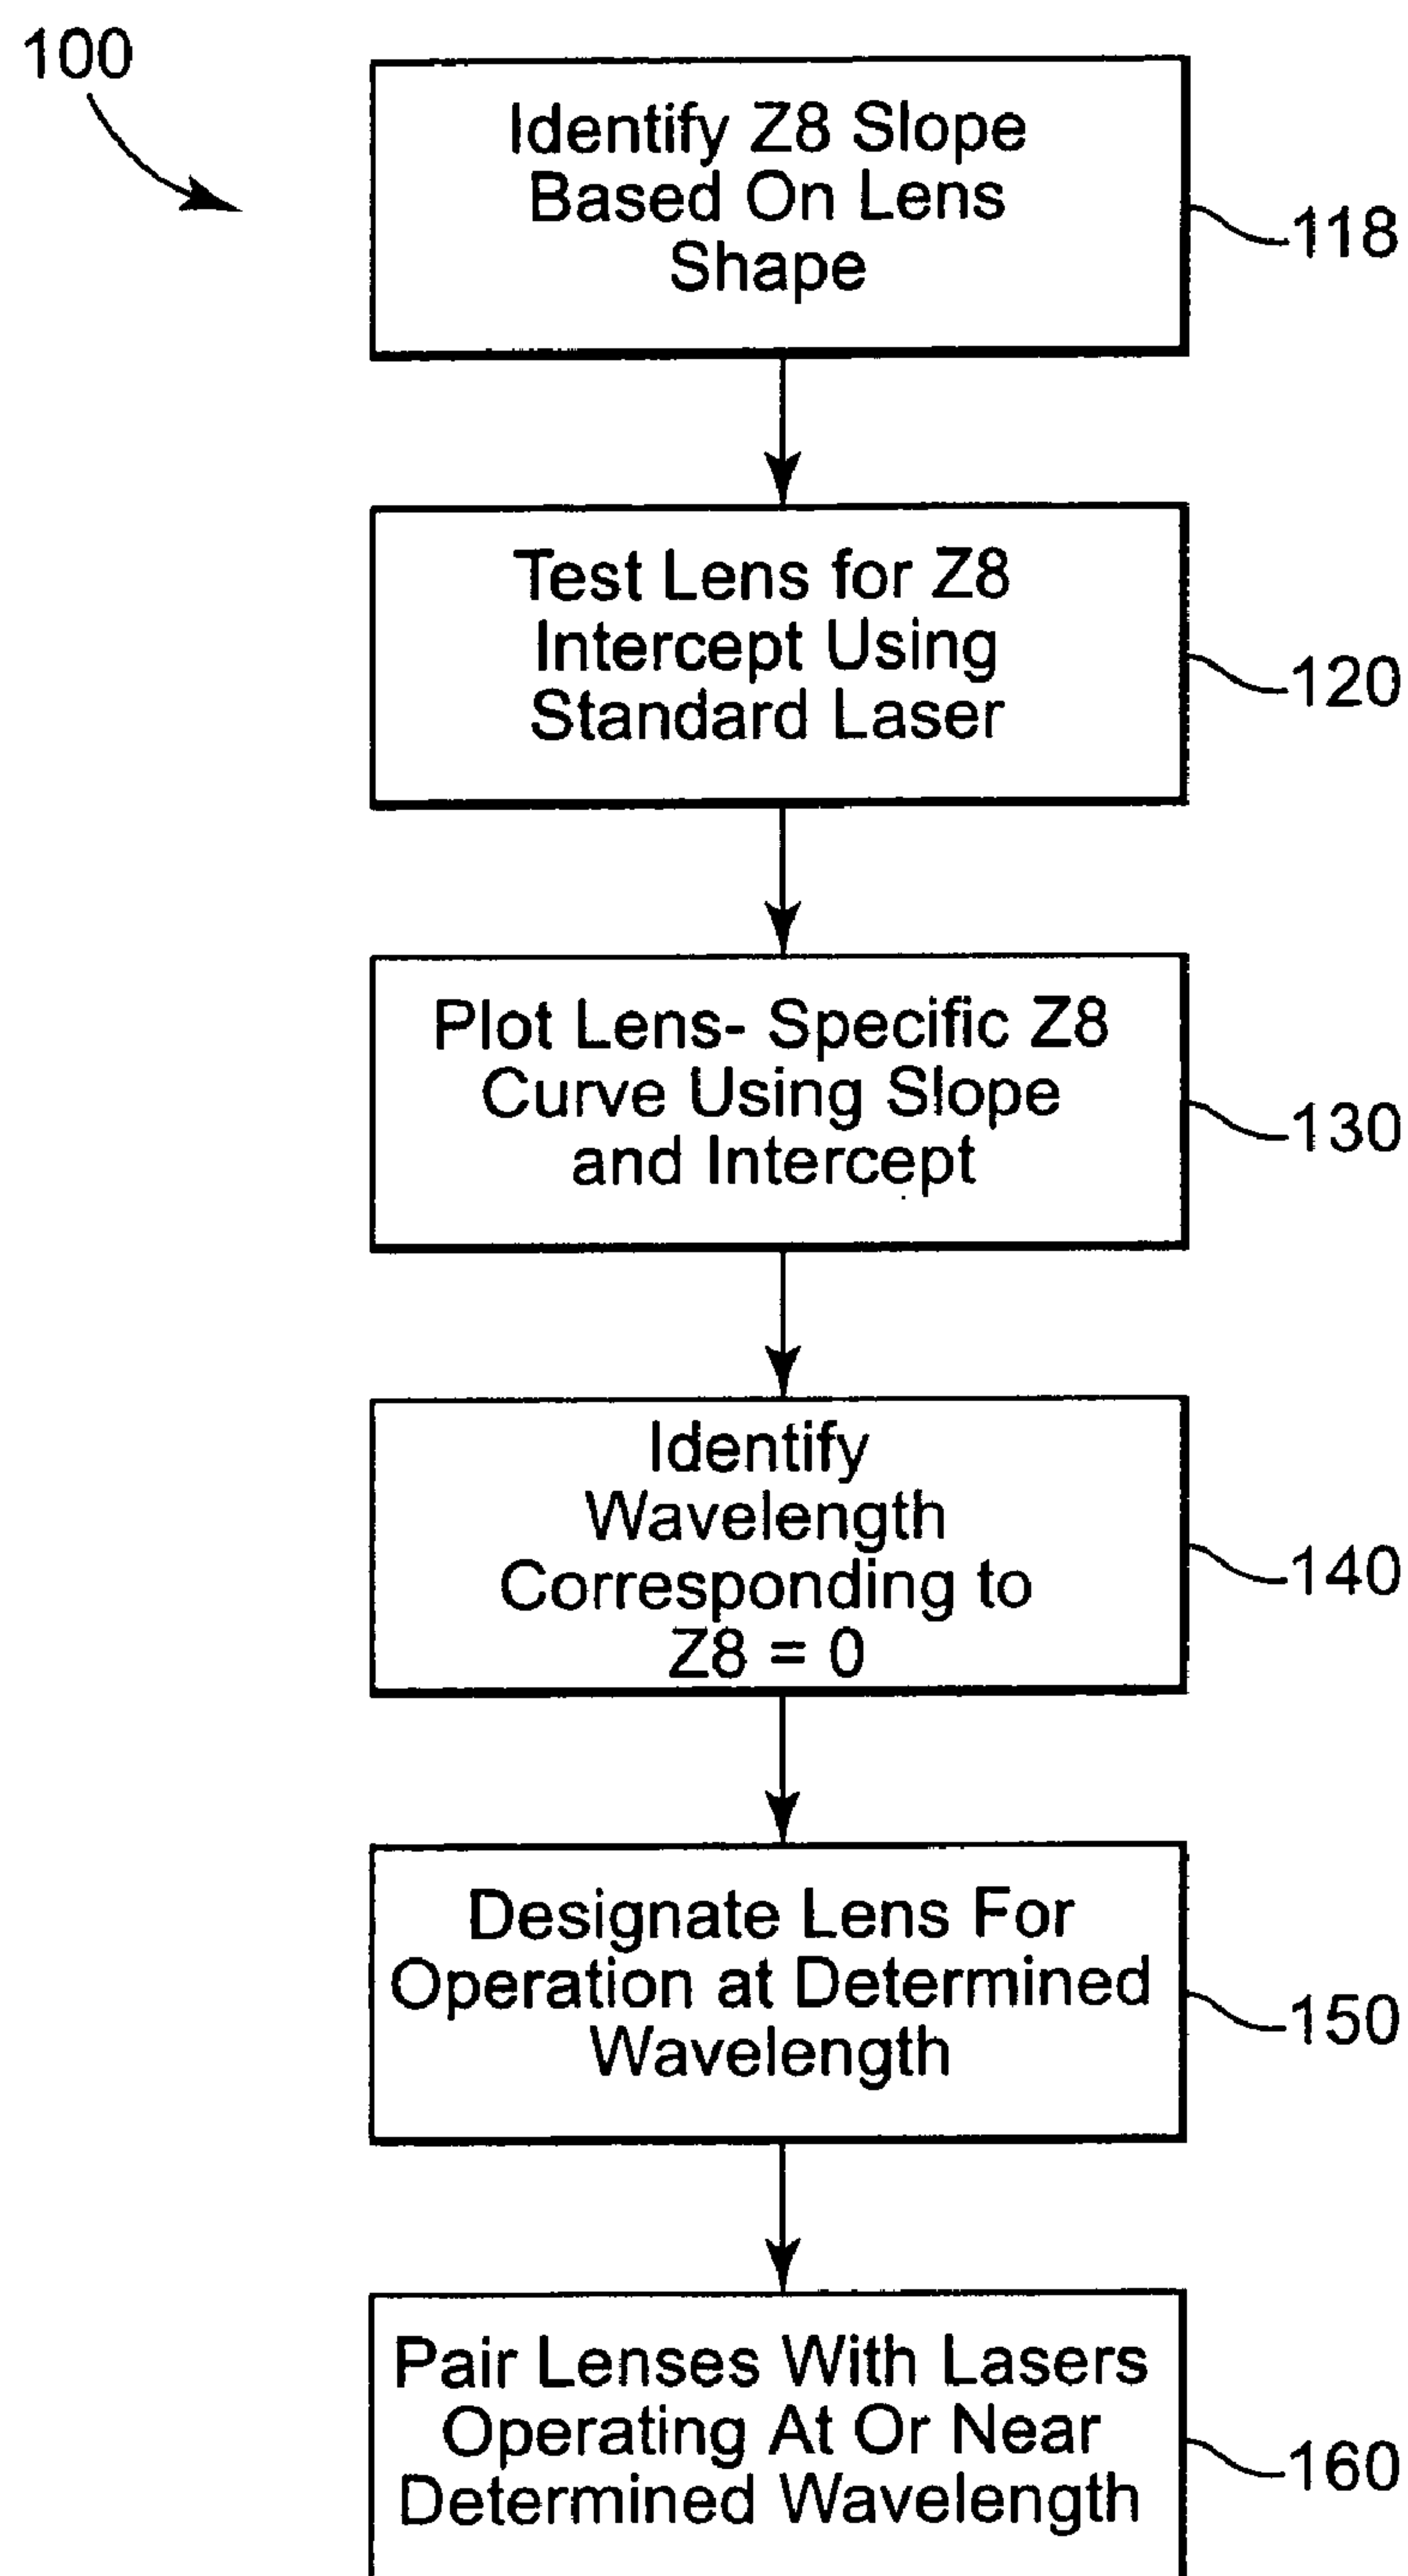 100
Identify Z8 Slope
Based On Lens
Shape
118
Test Lens for Z8
Intercept Using
Standard Laser
120
Plot Lens- Specific Z8
Curve Using Slope
and Intercept
130
Identify
Wavelength
Corresponding to
Z8 = 0
140
Designate Lens For
Operation at Determined
Wavelength
150
Pair Lenses With Lasers
Operating At Or Near
Determined Wavelength
160